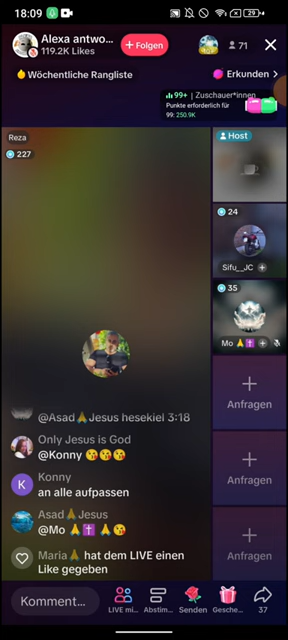 18:09
29
Alexa antwo...
119.2K Likes
+ Folgen
71
Wöchentliche Rangliste
Erkunden >
99+ | Zuschauer*innen
Punkte erforderlich für
99: 250.9K
Reza
227
Host
24
Sifu__JC
35
Mo 🙏✝️
Anfragen
Anfragen
Anfragen
@Asad🙏Jesus hesekiel 3:18
Only Jesus is God
@Konny 😘😘😘
K
Konny
an alle aufpassen
Asad🙏Jesus
@Mo 🙏✝️ 🙏😘
Maria🙏 hat dem LIVE einen
Like gegeben
Komment...
LIVE mi...
Abstim...
Senden
Gesche...
37